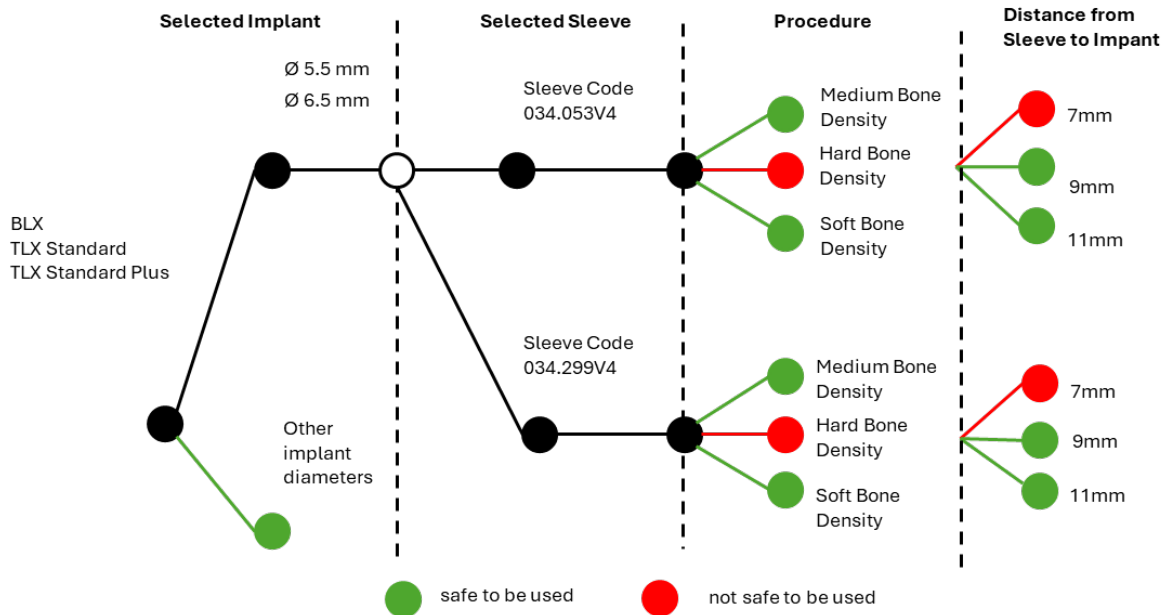 Selected Implant
Selected Sleeve
Procedure
Distance from
Sleeve to Impant
Ø 5.5 mm
Ø 6.5 mm
Sleeve Code
034.053V4
Medium Bone
Density
Hard Bone
Density
Soft Bone
Density
7mm
9mm
11mm
BLX
TLX Standard
TLX Standard Plus
Other
implant
diameters
Sleeve Code
034.299V4
Medium Bone
Density
Hard Bone
Density
Soft Bone
Density
7mm
9mm
11mm
safe to be used
not safe to be used